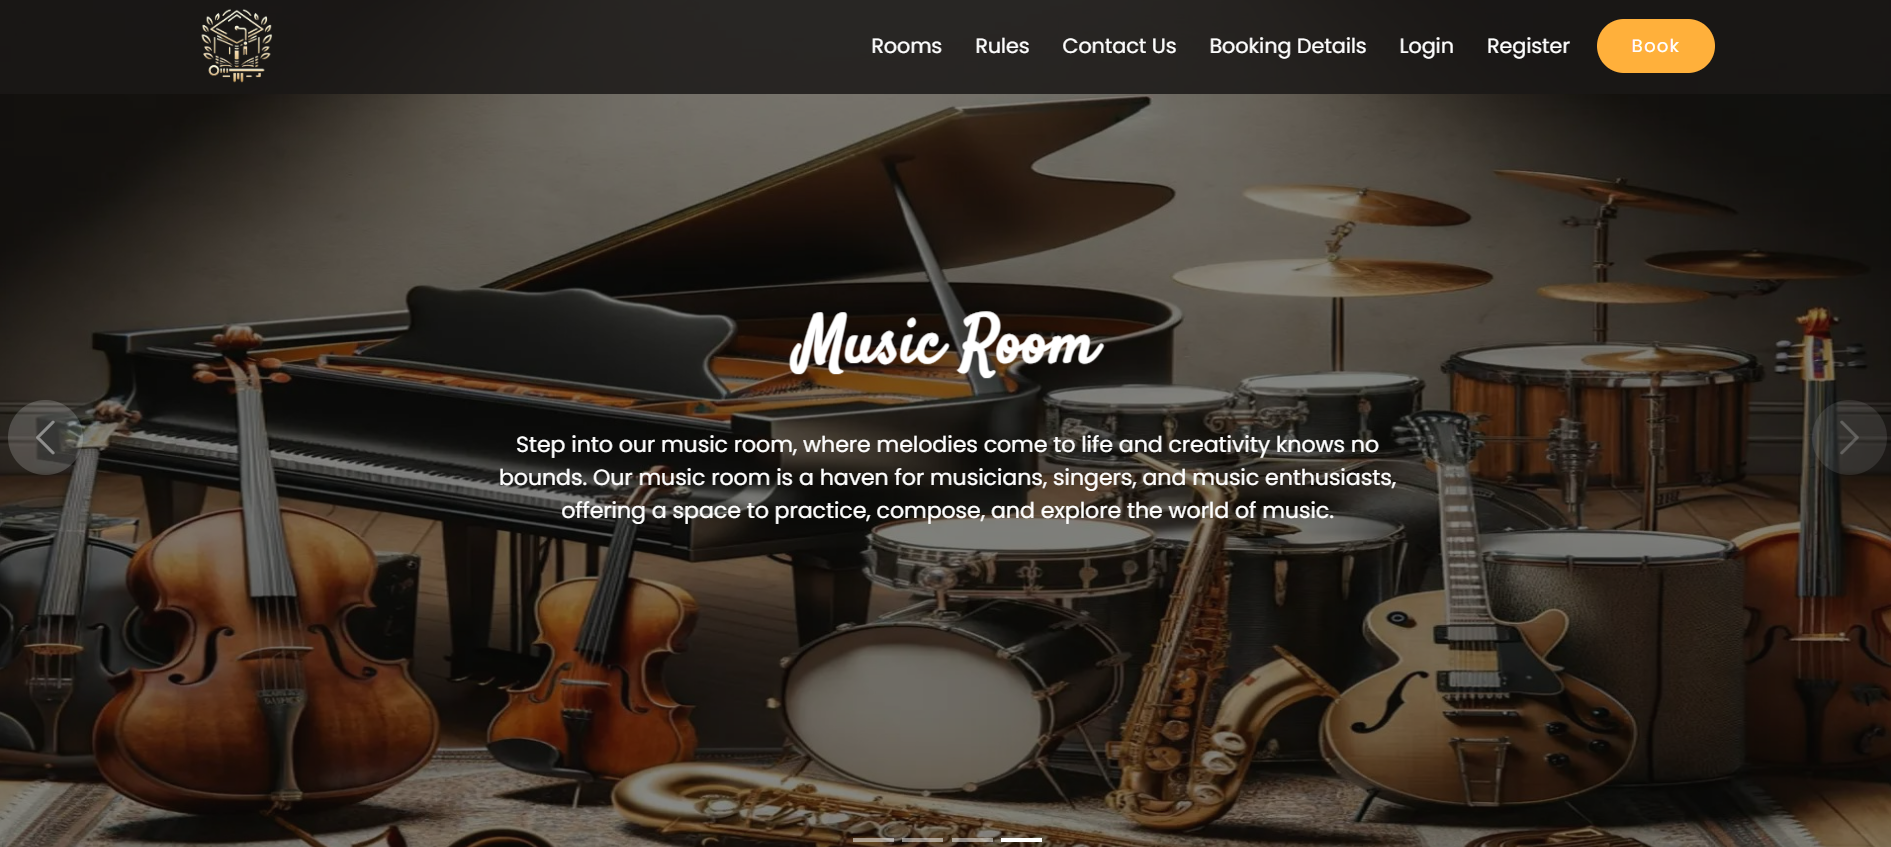 Rooms Rules Contact Us Booking Details Login Register Book
Music Room
Step into our music room, where melodies come to life and creativity knows no
bounds. Our music room is a haven for musicians, singers, and music enthusiasts,
offering a space to practice, compose, and explore the world of music.